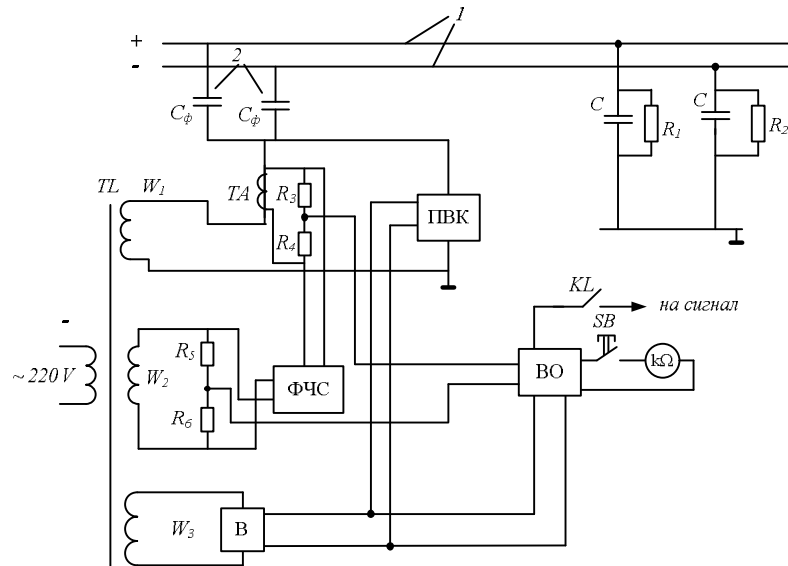 1
+
-
2
Cф
Cф
C
R1
C
R2
TL
W1
TA
R3
R4
ПВК
KL
на сигнал
SB
kΩ
ВО
-
~ 220 V
W2
R5
Rб
ФЧС
W3
В